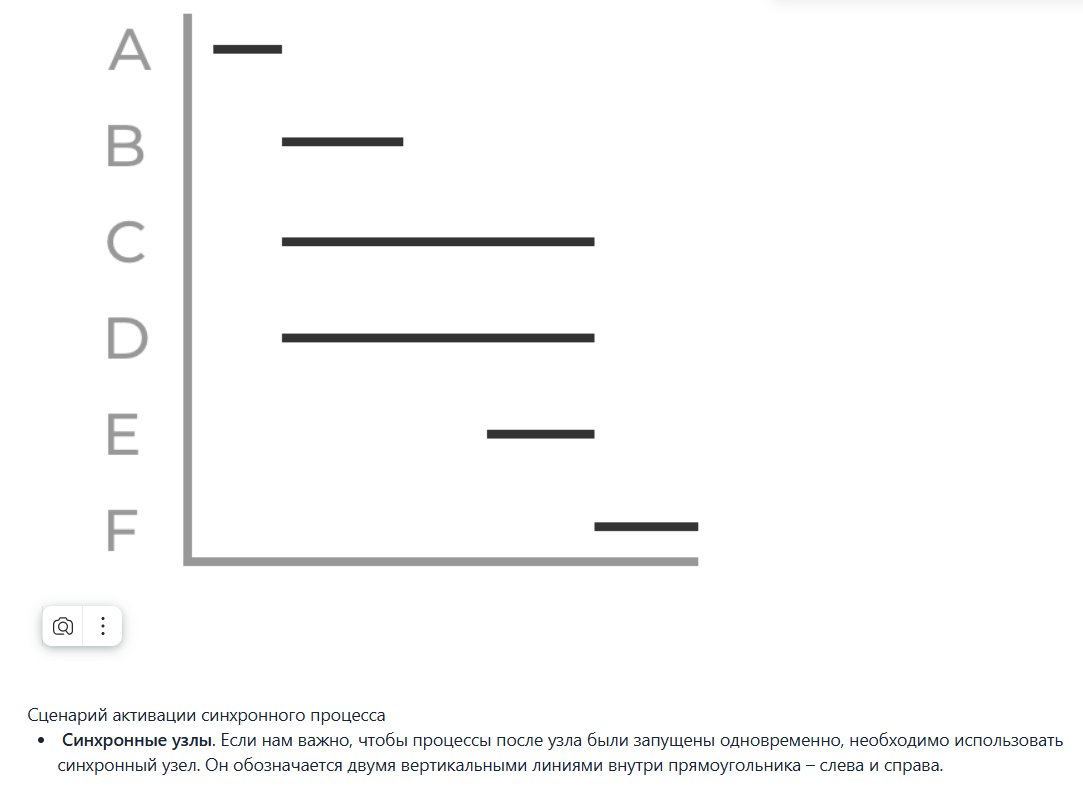 A
B
C
D
E
F
Сценарий активации синхронного процесса
• Синхронные узлы. Если нам важно, чтобы процессы после узла были запущены одновременно, необходимо использовать
синхронный узел. Он обозначается двумя вертикальными линиями внутри прямоугольника – слева и справа.